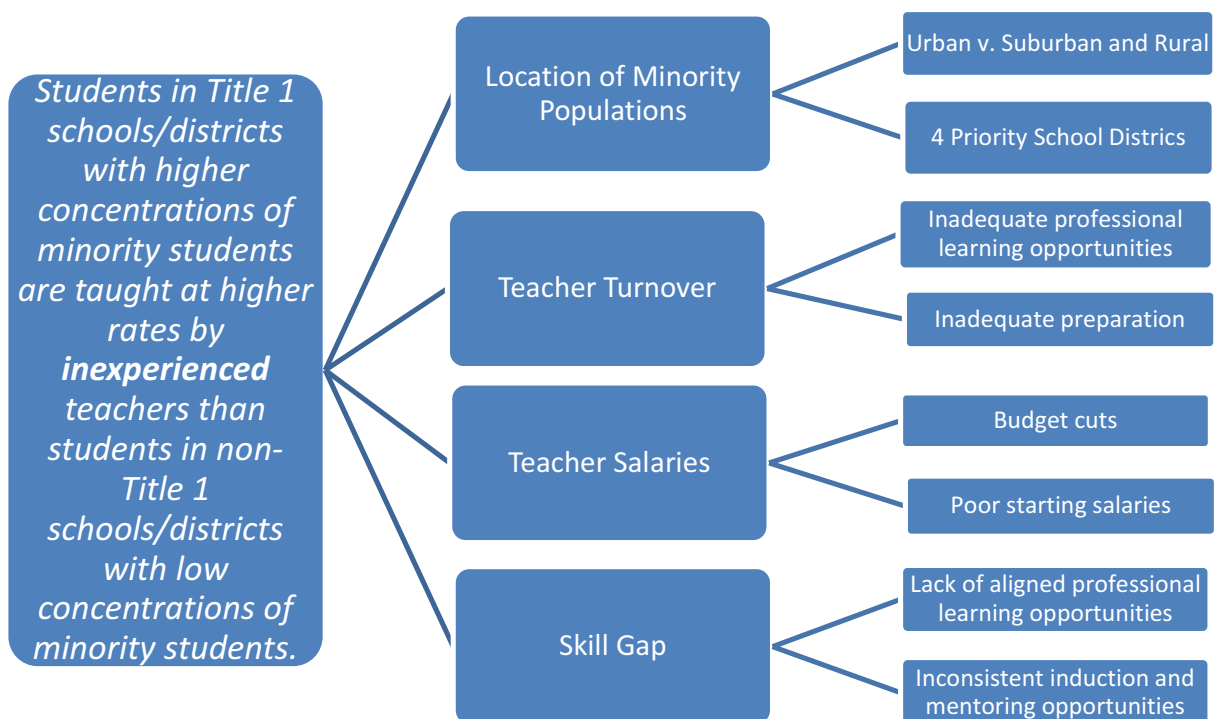 Students in Title 1
schools/districts
with higher
concentrations of
minority students
are taught at higher
rates by
inexperienced
teachers than
students in non-
Title 1
schools/districts
with low
concentrations of
minority students.
Location of Minority
Populations
Urban v. Suburban and Rural
4 Priority School Districs
Teacher Turnover
Inadequate professional
learning opportunities
Inadequate preparation
Teacher Salaries
Budget cuts
Poor starting salaries
Skill Gap
Lack of aligned professional
learning opportunities
Inconsistent induction and
mentoring opportunities